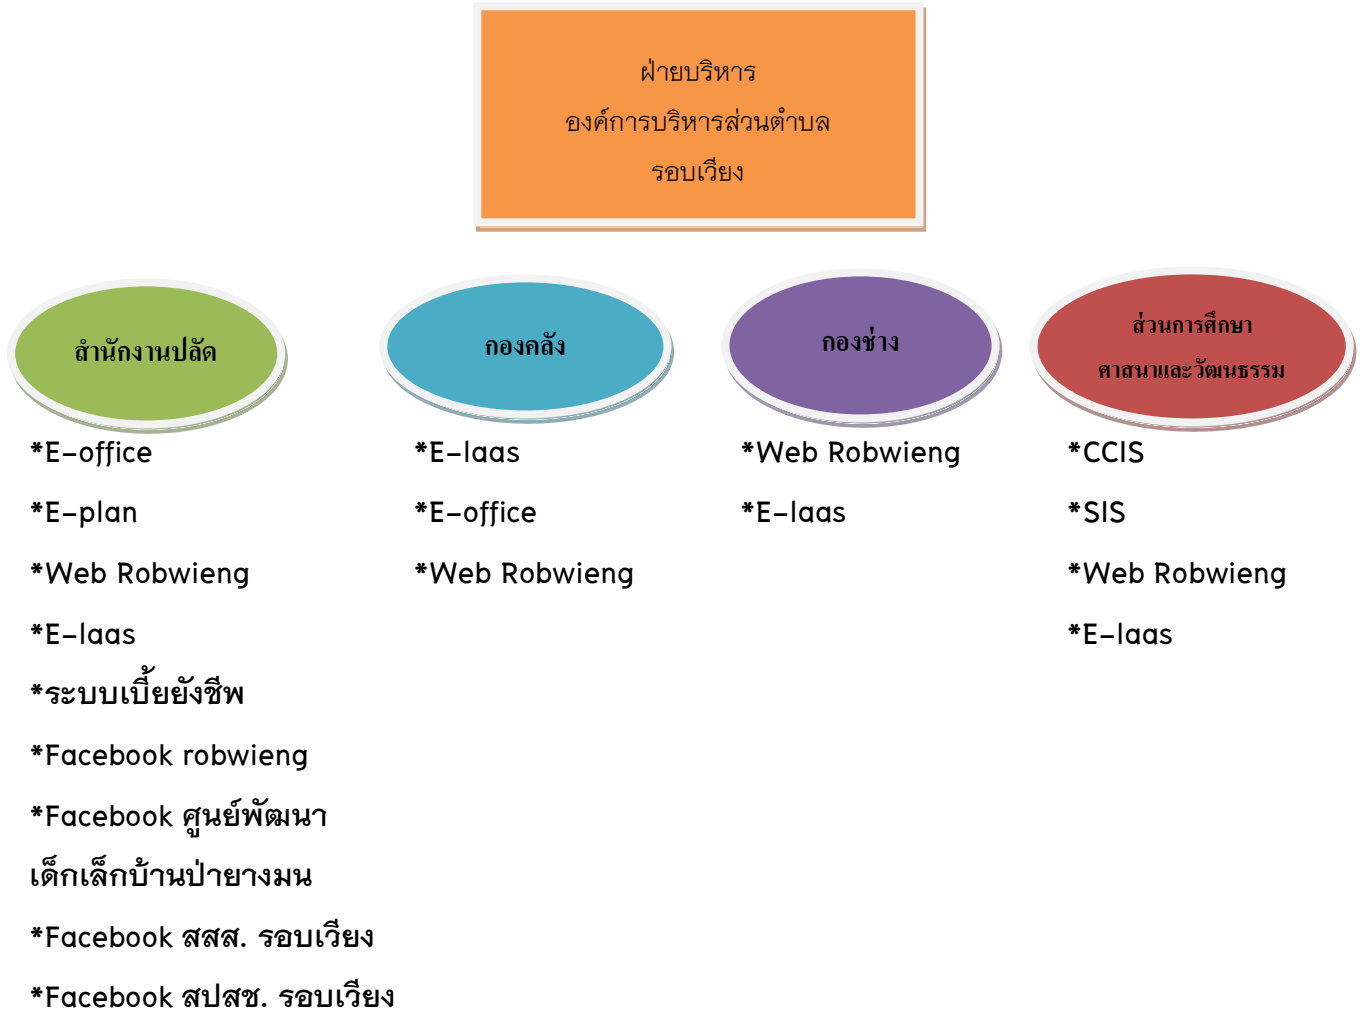 ฝ่ายบริหาร
องค์การบริหารส่วนตำบล
รอบเวียง
สำนักงานปลัด
*E-office
*E-plan
*Web Robwieng
*E-laas
*ระบบเบี้ยยังชีพ
*Facebook robwieng
*Facebook ศูนย์พัฒนา
เด็กเล็กบ้านป่ายางมน
*Facebook สสส. รอบเวียง
*Facebook สปสช. รอบเวียง
กองคลัง
*E-laas
*E-office
*Web Robwieng
กองช่าง
*Web Robwieng
*E-laas
ส่วนการศึกษา
ศาสนาและวัฒนธรรม
*CCIS
*SIS
*Web Robwieng
*E-laas